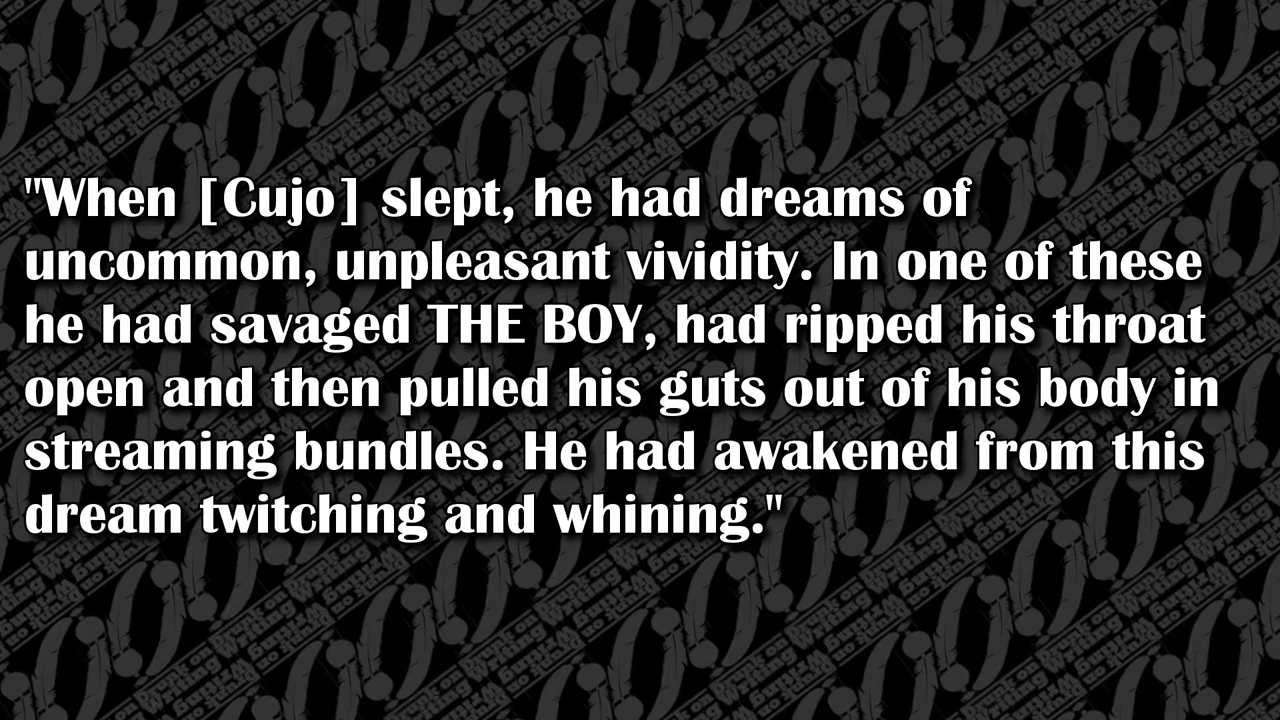 "When [Cujo] slept, he had dreams of
uncommon, unpleasant vividity. In one of these
he had savaged THE BOY, had ripped his throat
open and then pulled his guts out of his body in
streaming bundles. He had awakened from this
dream twitching and whining."